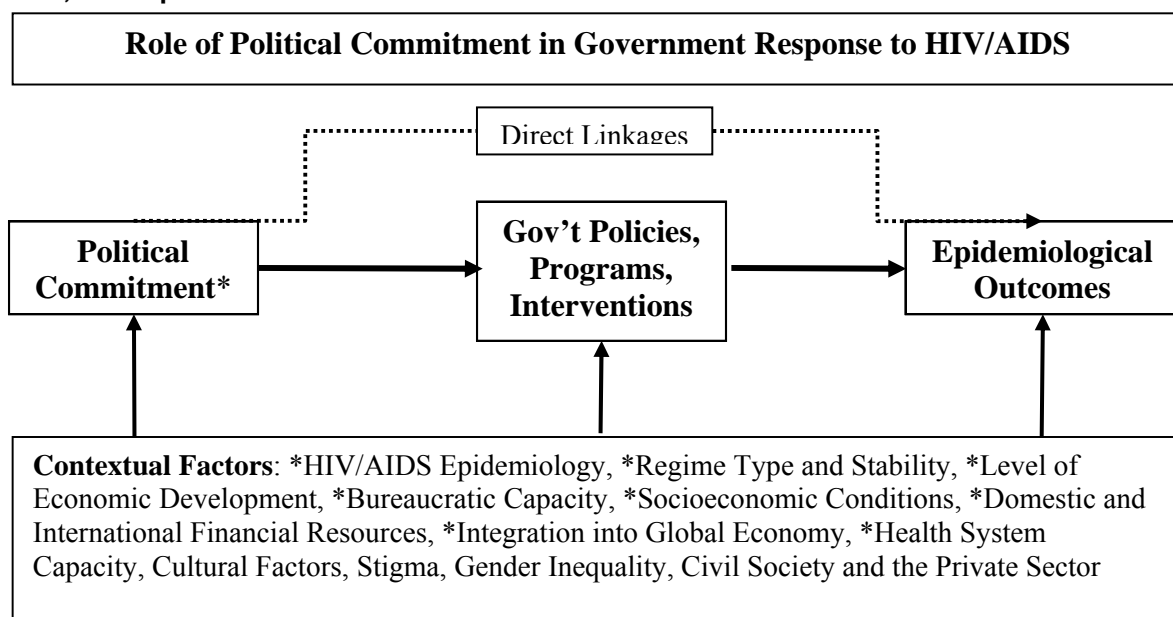 Role of Political Commitment in Government Response to HIV/AIDS
Direct Linkages
Political
Commitment*
Gov't Policies,
Programs,
Interventions
Epidemiological
Outcomes
Contextual Factors: *HIV/AIDS Epidemiology, *Regime Type and Stability, *Level of
Economic Development, *Bureaucratic Capacity, *Socioeconomic Conditions, *Domestic and
International Financial Resources, *Integration into Global Economy, *Health System
Capacity, Cultural Factors, Stigma, Gender Inequality, Civil Society and the Private Sector